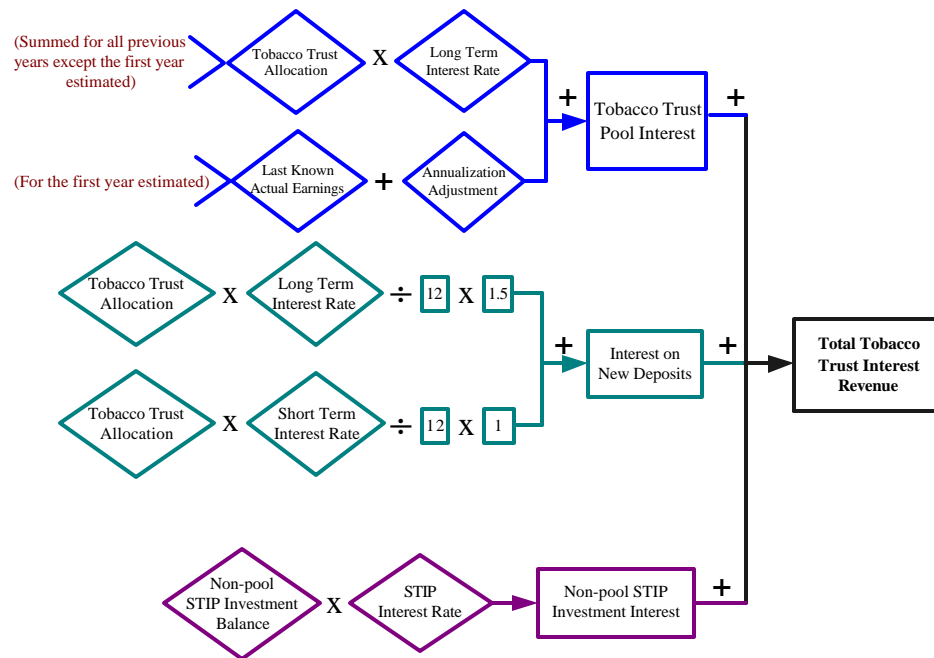 (Summed for all previous
years except the first year
estimated)
Tobacco Trust
Allocation
X
Long Term
Interest Rate
+
Tobacco Trust
Pool Interest
+
(For the first year estimated)
Last Known
Actual Earnings
+
Annualization
Adjustment
Tobacco Trust
Allocation
X
Long Term
Interest Rate
÷
12
X
1.5
+
Interest on
New Deposits
+
Total Tobacco
Trust Interest
Revenue
Tobacco Trust
Allocation
X
Short Term
Interest Rate
÷
12
X
1
Non-pool
STIP Investment
Balance
X
STIP
Interest Rate
Non-pool STIP
Investment Interest
+